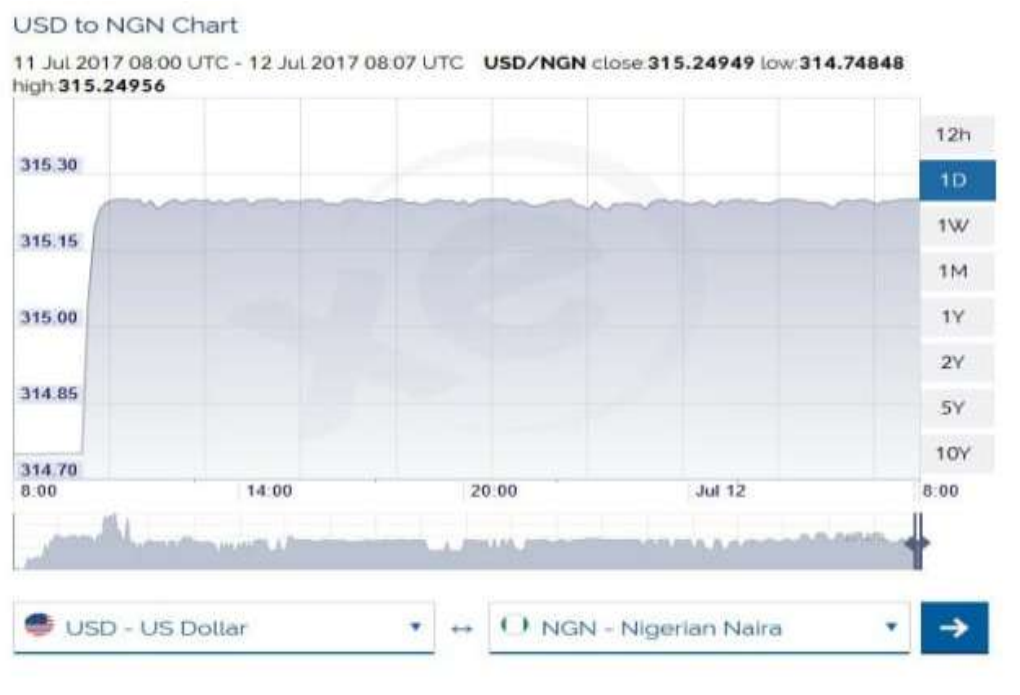 USD to NGN Chart
11 Jul 2017 08:00 UTC - 12 Jul 2017 08:07 UTC USD/NGN close:315.24949 low:314.74848
high:315.24956
12h
315.30
1D
1W
315.15
1M
315.00
1Y
2Y
314.85
5Y
10Y
314.70
8:00 14:00 20:00 Jul 12 8:00
xe
USD - US Dollar ↔ NGN - Nigerian Naira →